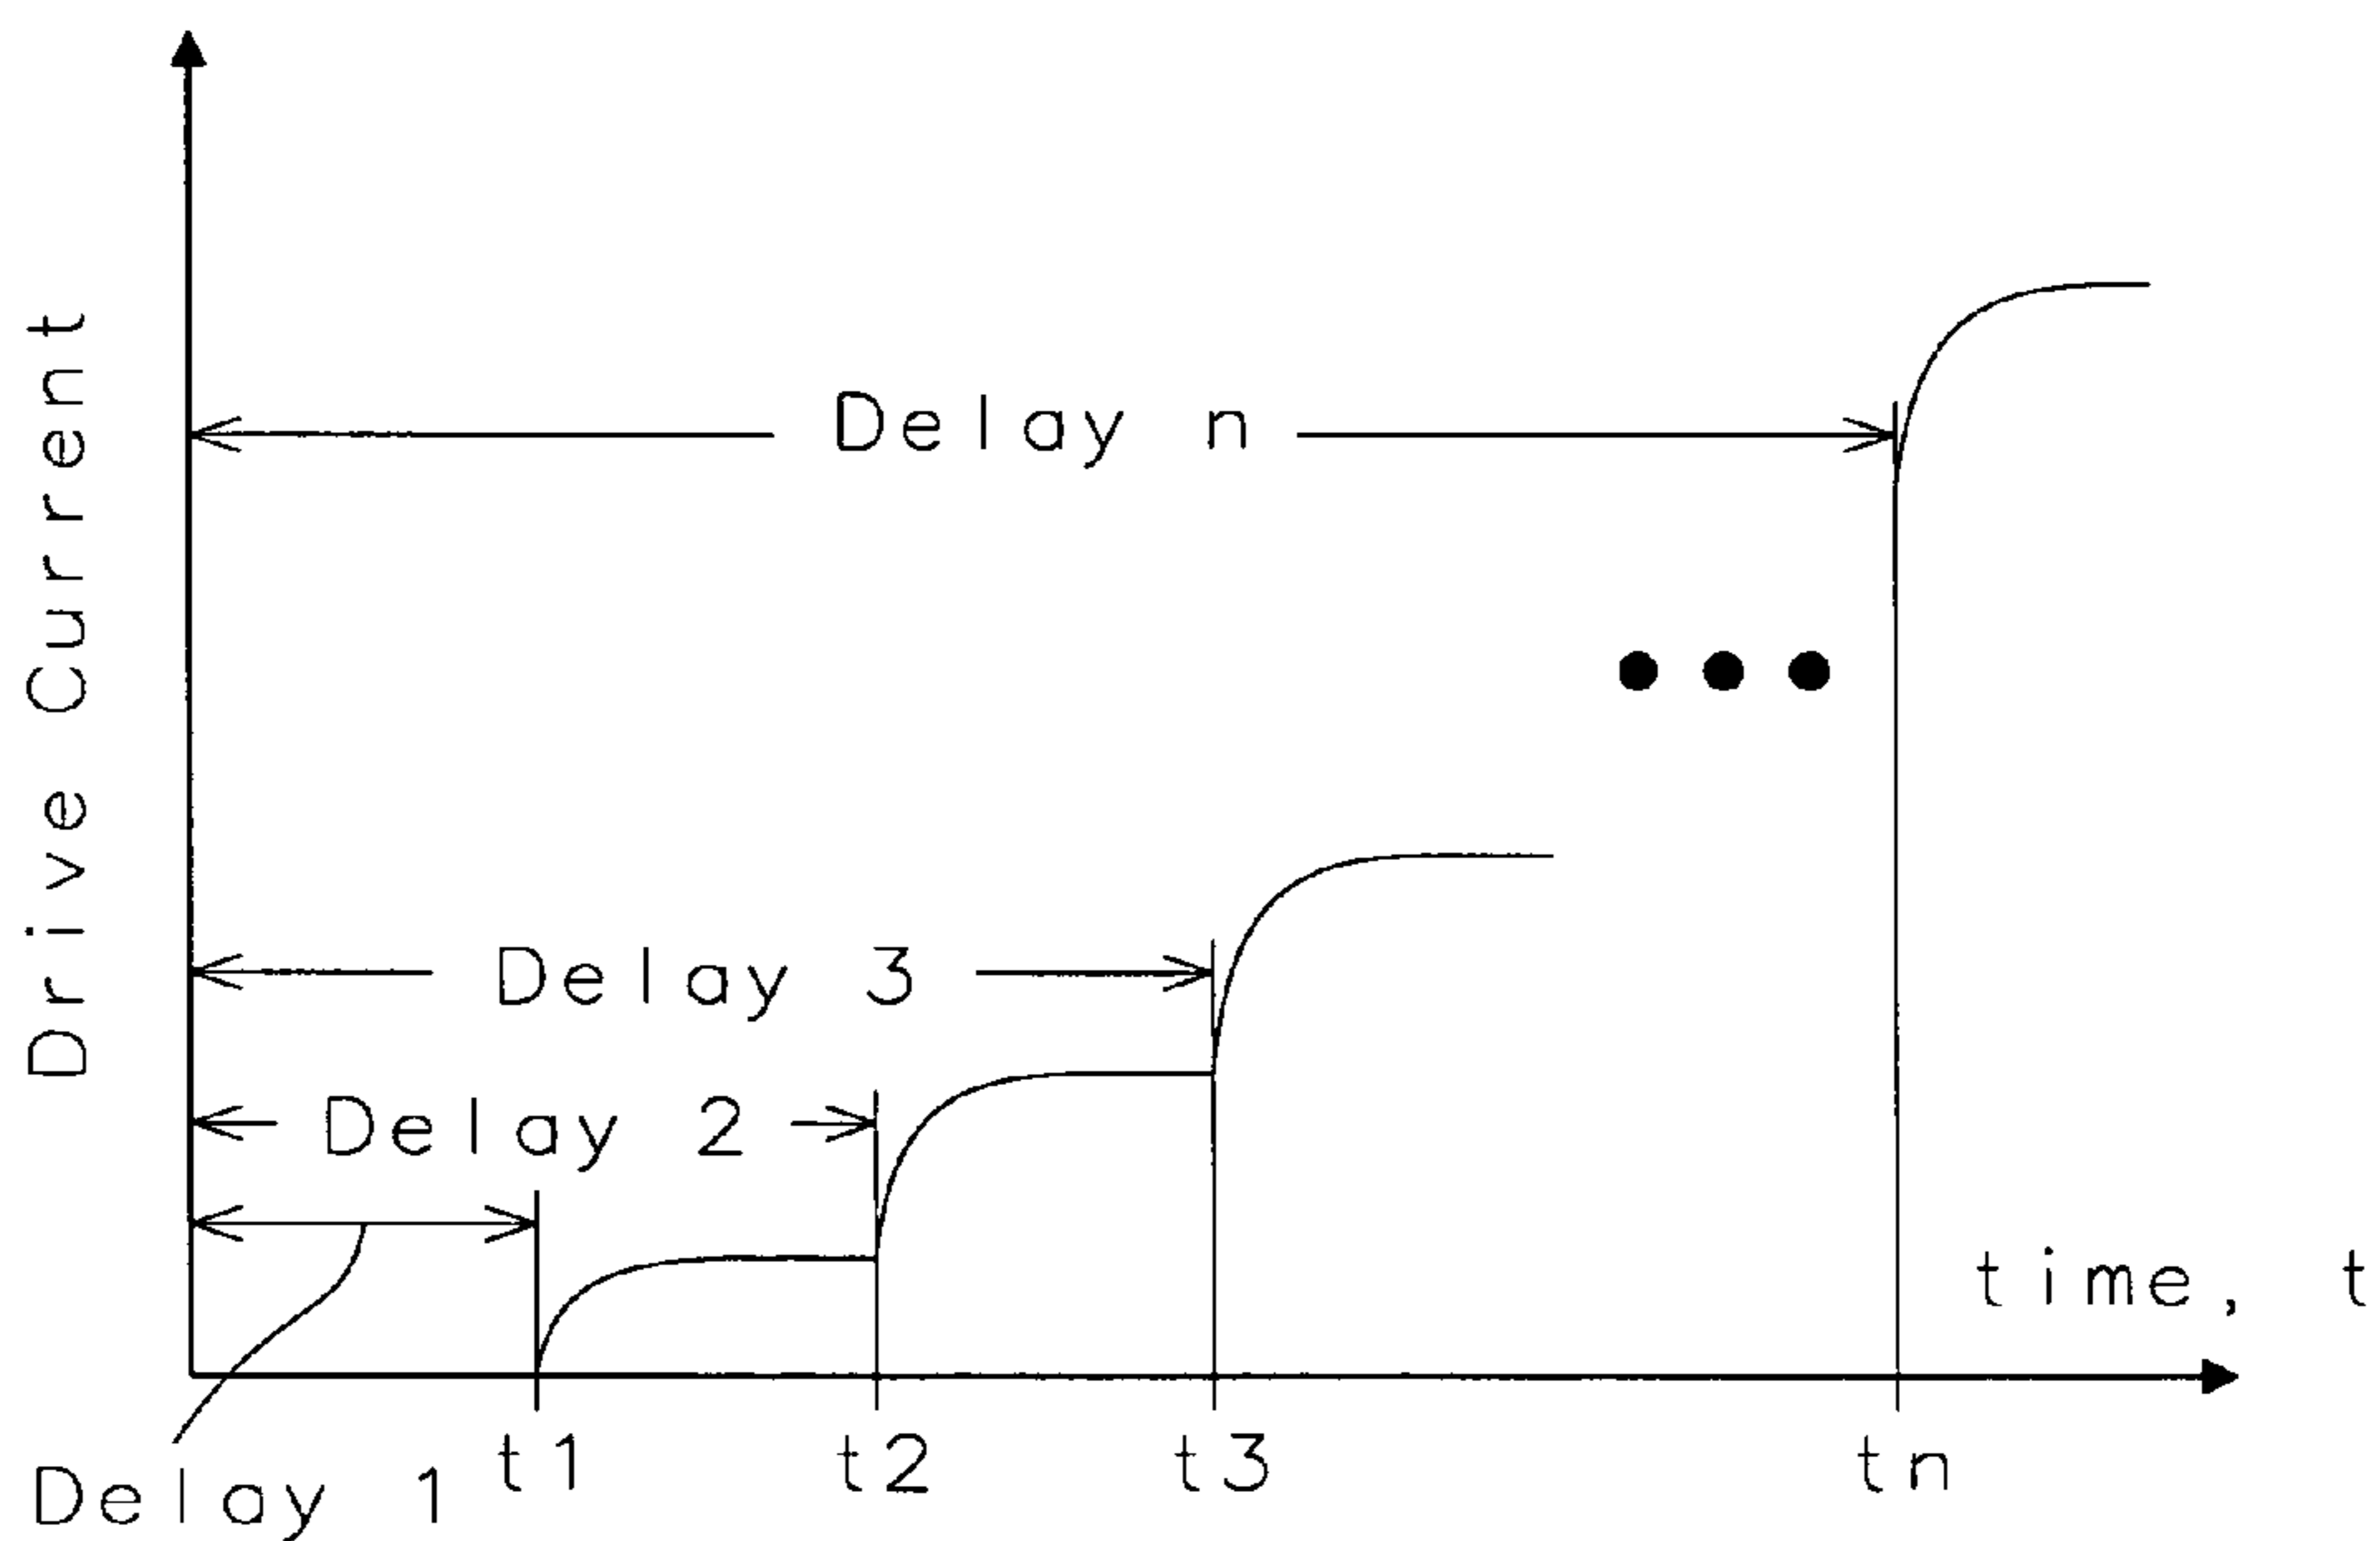 Drive Current
Delay n
Delay 3
Delay 2
time, t
t1
t2
t3
tn
Delay 1